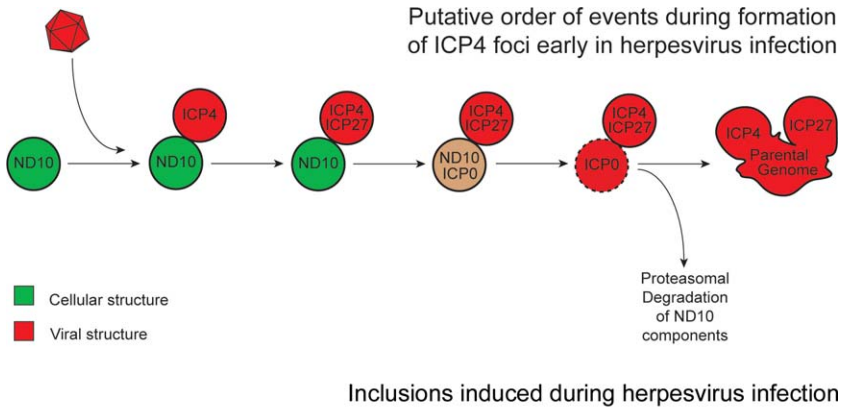 Putative order of events during formation
of ICP4 foci early in herpesvirus infection
ND10
ICP4
ND10
ICP4
ICP27
ND10
ICP4
ICP27
ND10
ICP0
ICP4
ICP27
ICP0
ICP4
ICP27
Parental
Genome
Proteasomal
Degradation
of ND10
components
Cellular structure
Viral structure
Inclusions induced during herpesvirus infection